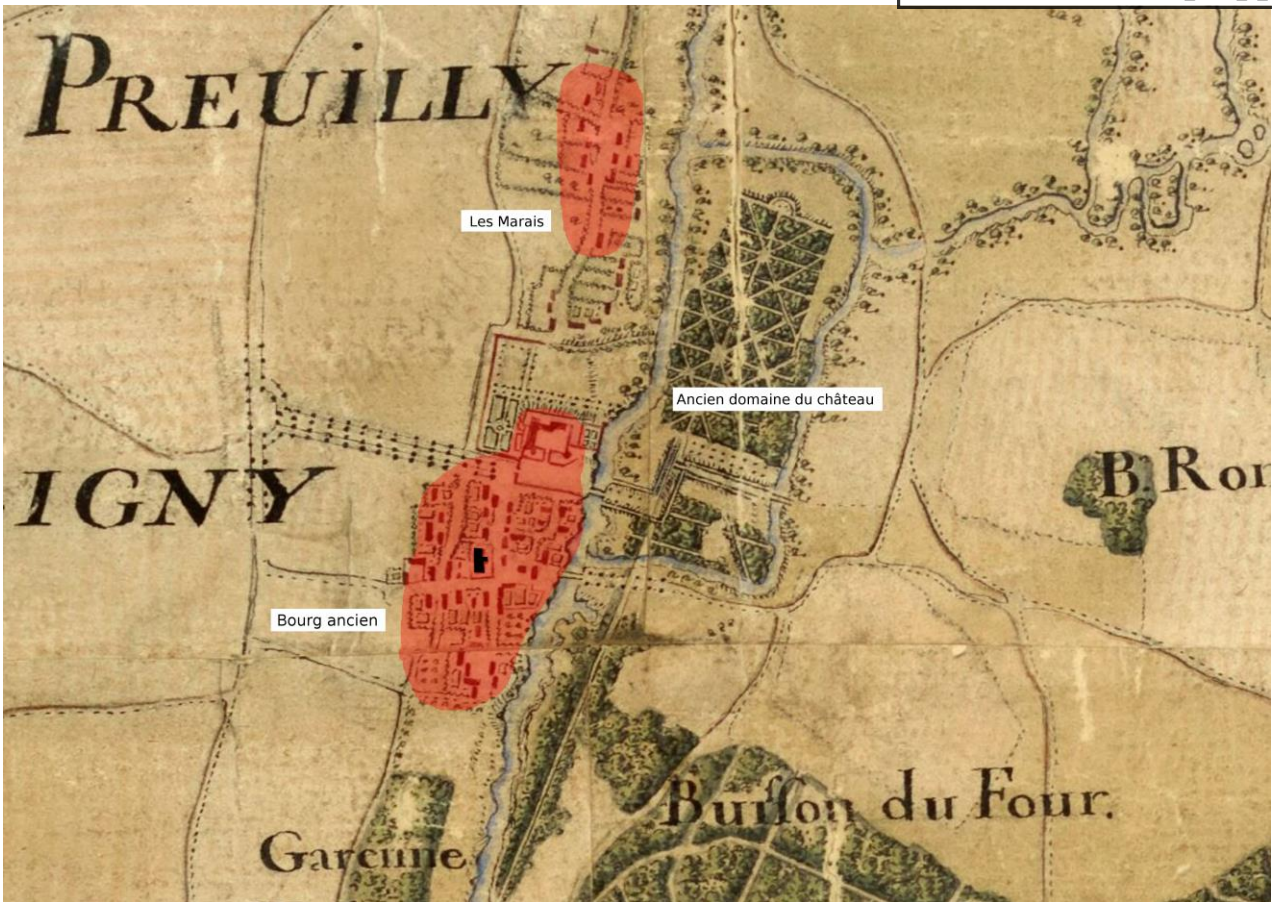 PREUILLY
Les Marais
Ancien domaine du château
IGNY
B. Ron
Bourg ancien
Buisson du Four.
Garenne